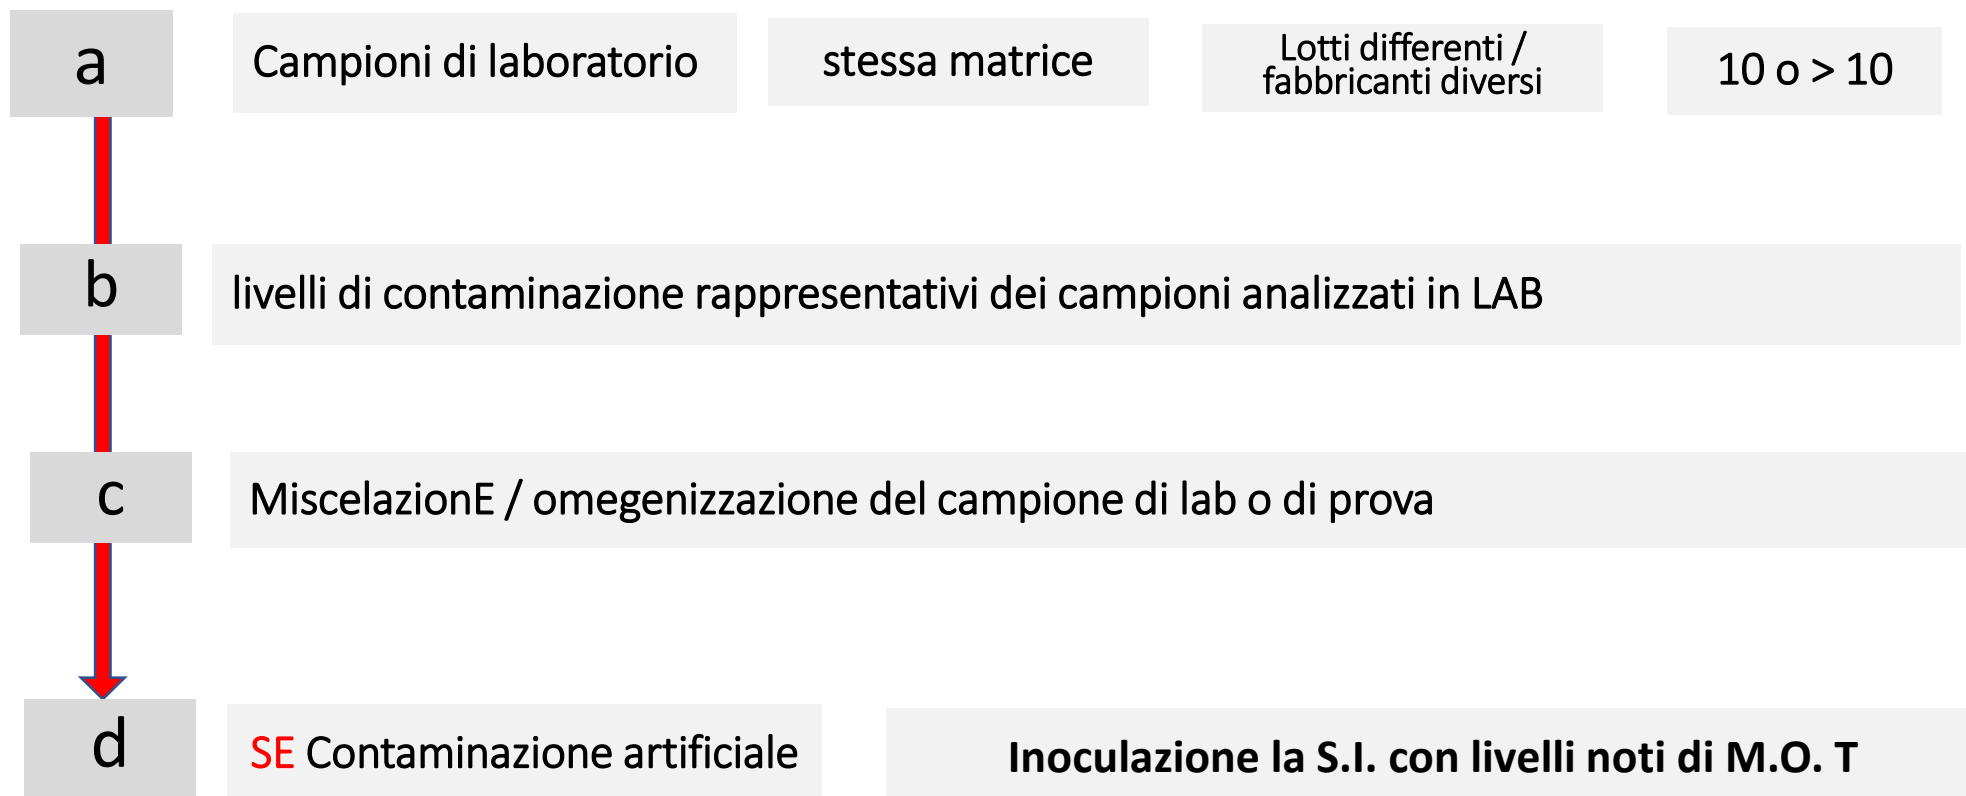 a
Campioni di laboratorio
stessa matrice
Lotti differenti /
fabbricanti diversi
10 o > 10
b
livelli di contaminazione rappresentativi dei campioni analizzati in LAB
c
MiscelazionE / omegenizzazione del campione di lab o di prova
d
SE Contaminazione artificiale
Inoculazione la S.I. con livelli noti di M.O. T